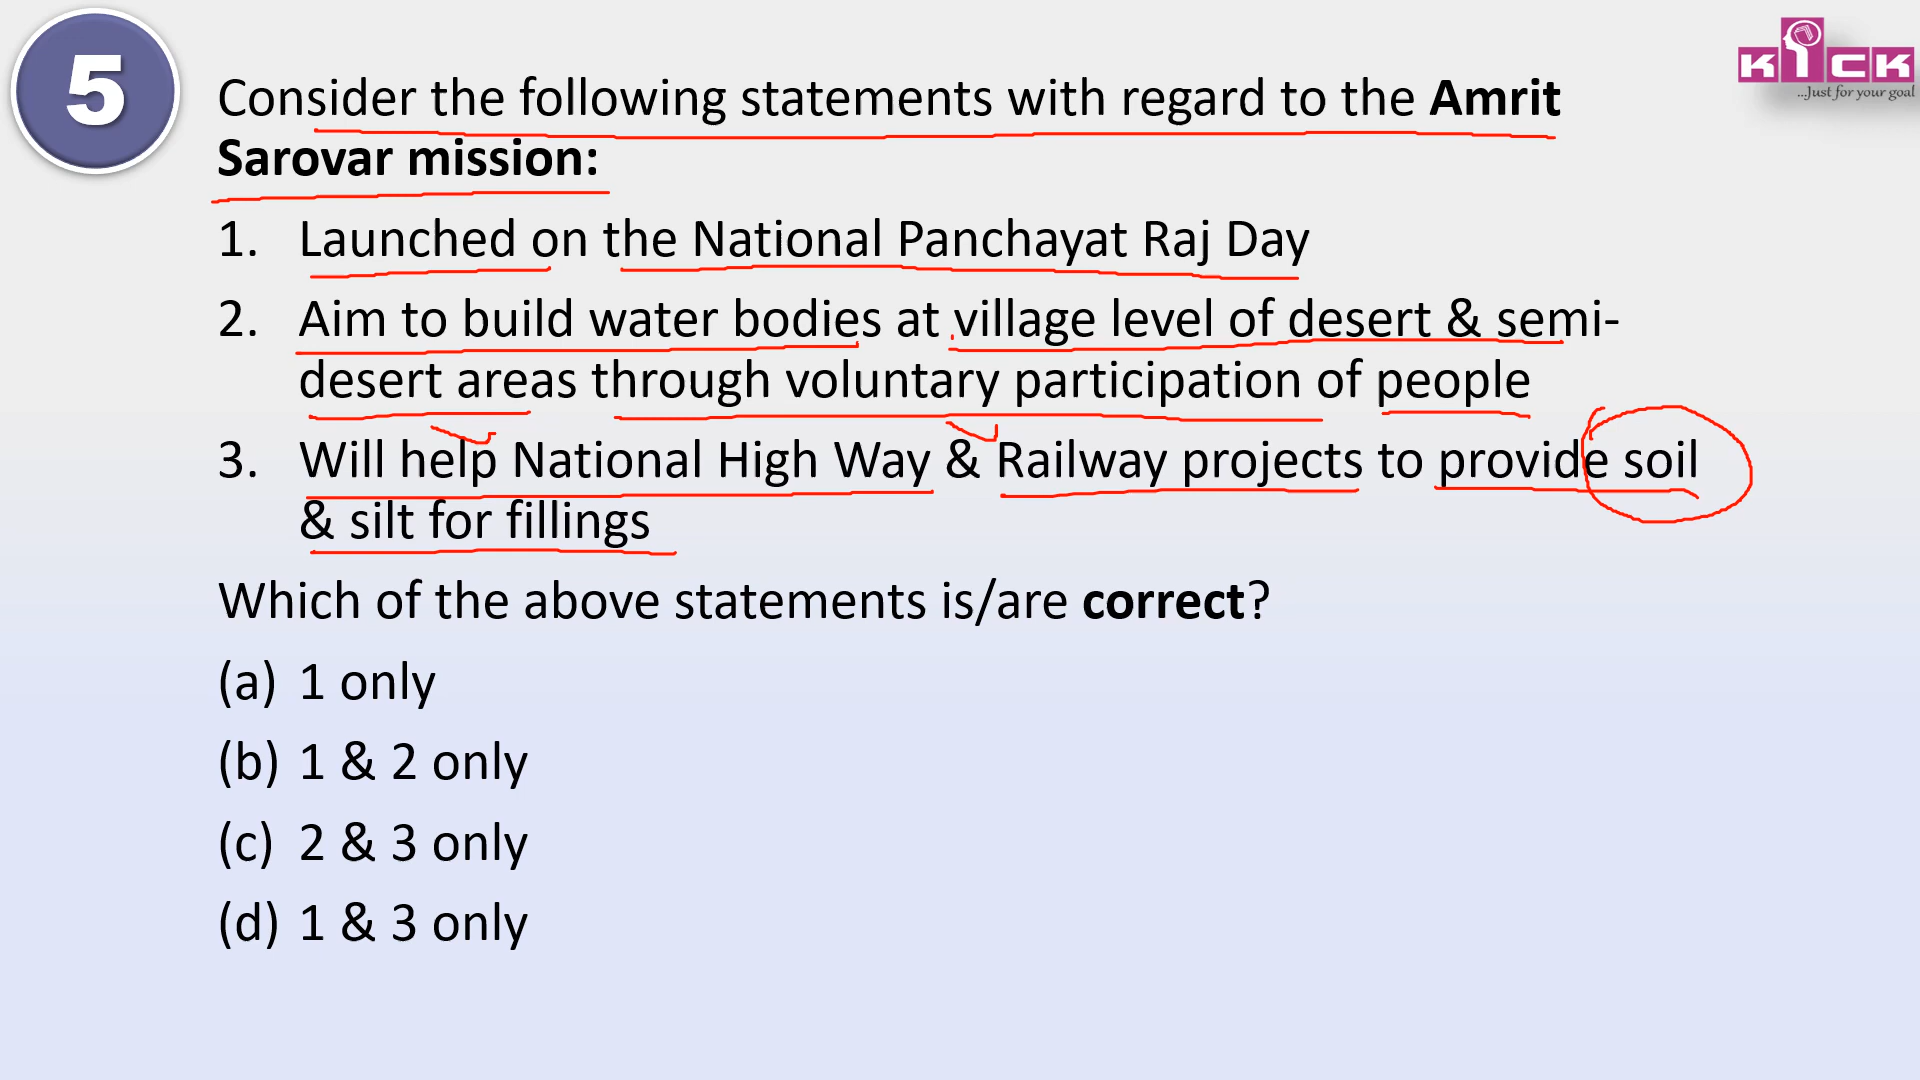 5
KICK
...Just for your goal
Consider the following statements with regard to the Amrit
Sarovar mission:
1. Launched on the National Panchayat Raj Day
2. Aim to build water bodies at village level of desert & semi-
desert areas through voluntary participation of people
3. Will help National High Way & Railway projects to provide soil
& silt for fillings
Which of the above statements is/are correct?
(a) 1 only
(b) 1 & 2 only
(c) 2 & 3 only
(d) 1 & 3 only